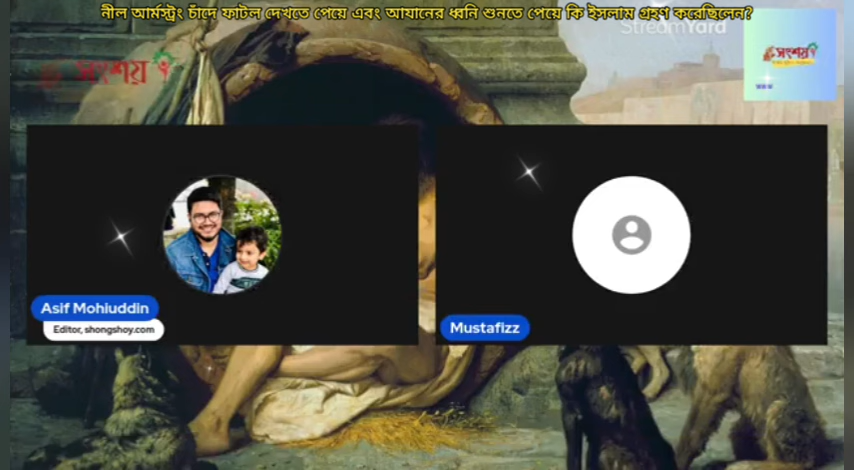 নীল আর্মস্ট্রং চাঁদে ফাটল দেখতে পেয়ে এবং আযানের ধ্বনি শুনতে পেয়ে কি ইসলাম গ্রহণ করেছিলেন?
StreamYard
সংশয়
সংশয়
Asif Mohiuddin
Editor, shongshoy.com
Mustafizz